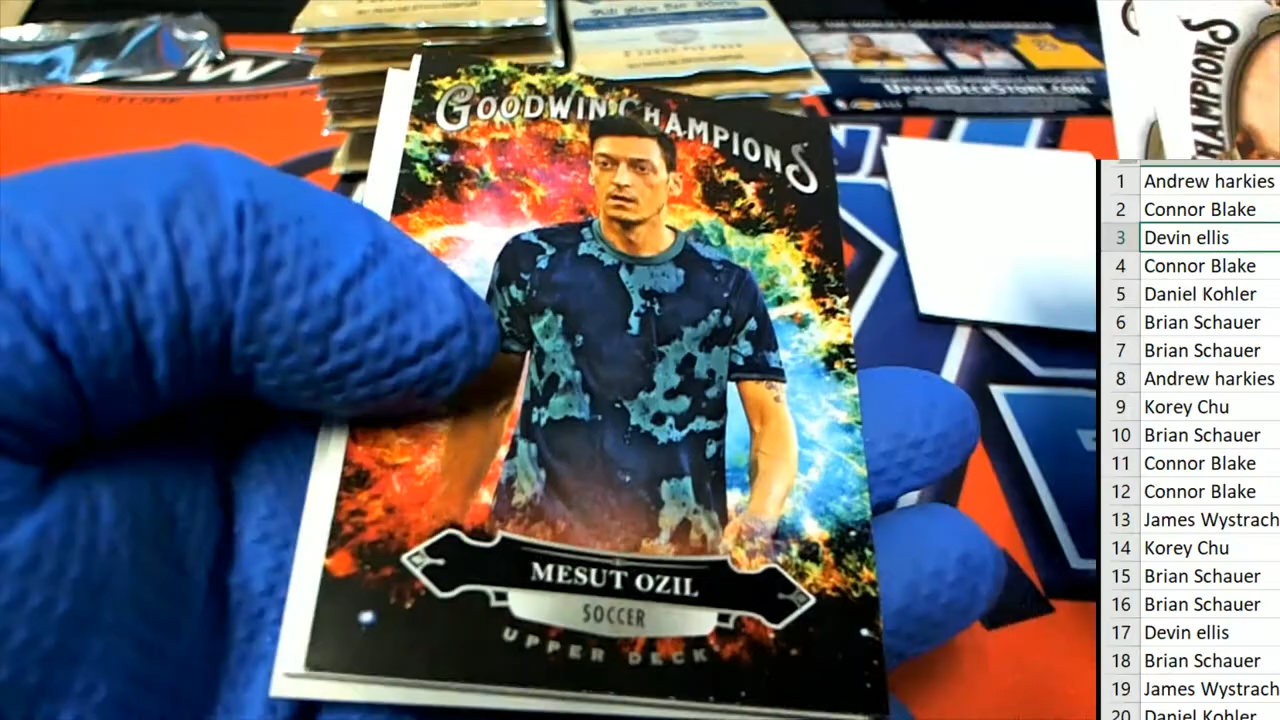 GOODWIN CHAMPIONS
MESUT OZIL
SOCCER
UPPER DECK
UPPERDECKSTORE.COM
CHAMPIONS
1 Andrew harkies
2 Connor Blake
3 Devin ellis
4 Connor Blake
5 Daniel Kohler
6 Brian Schauer
7 Brian Schauer
8 Andrew harkies
9 Korey Chu
10 Brian Schauer
11 Connor Blake
12 Connor Blake
13 James Wystrach
14 Korey Chu
15 Brian Schauer
16 Brian Schauer
17 Devin ellis
18 Brian Schauer
19 James Wystrach
20 Daniel Kohler